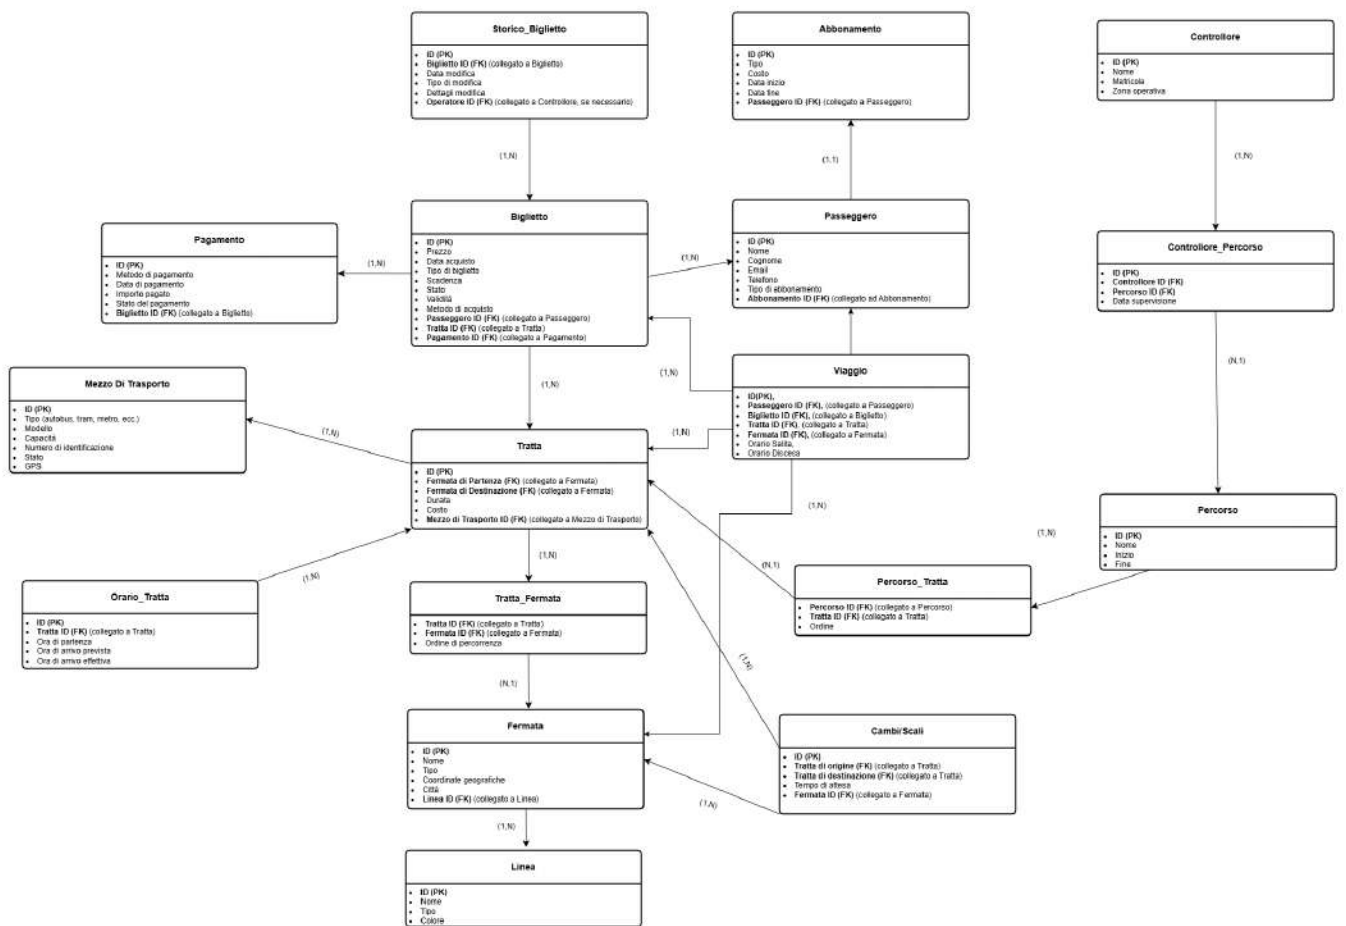 Storico_Biglietto
ID (PK)
Biglietto ID (FK) (collegato a Biglietto)
Data modifica
Tipo di modifica
Dettagli modifica
Operatore ID (FK) (collegato a Controllore, se necessario)
Abbonamento
ID (PK)
Tipo
Costo
Data inizio
Data fine
Passeggero ID (FK) (collegato a Passeggero)
Controllore
ID (PK)
Nome
Matricola
Zona operativa
(1,N)
(1,1)
(1,N)
Pagamento
ID (PK)
Metodo di pagamento
Data di pagamento
Importo pagato
Stato del pagamento
Biglietto ID (FK) (collegato a Biglietto)
(1,N)
Biglietto
ID (PK)
Prezzo
Data acquisto
Tipo di biglietto
Scadenza
Stato
Validità
Metodo di acquisto
Passeggero ID (FK) (collegato a Passeggero)
Tratta ID (FK) (collegato a Tratta)
Pagamento ID (FK) (collegato a Pagamento)
(1,N)
Passeggero
ID (PK)
Nome
Cognome
Email
Telefono
Tipo di abbonamento
Abbonamento ID (FK) (collegato ad Abbonamento)
Controllore_Percorso
ID (PK)
Controllore ID (FK)
Percorso ID (FK)
Data supervisione
Mezzo Di Trasporto
ID (PK)
Tipo (autobus, tram, metro, ecc.)
Modello
Capacità
Numero di identificazione
Stato
GPS
(1,N)
(1,N)
(1,N)
Viaggio
ID(PK),
Passeggero ID (FK), (collegato a Passeggero)
Biglietto ID (FK), (collegato a Biglietto)
Tratta ID (FK). (collegato a Tratta)
Fermata ID (FK), (collegato a Fermata)
Orario Salita,
Orario Discesa
(N,1)
(1,N)
Tratta
ID (PK)
Fermata di Partenza (FK) (collegato a Fermata)
Fermata di Destinazione (FK) (collegato a Fermata)
Durata
Costo
Mezzo di Trasporto ID (FK) (collegato a Mezzo di Trasporto)
(1,N)
Percorso
ID (PK)
Nome
Inizio
Fine
(1,N)
Orario_Tratta
ID (PK)
Tratta ID (FK) (collegato a Tratta)
Ora di partenza
Ora di arrivo prevista
Ora di arrivo effettiva
(1,N)
(1,N)
Tratta_Fermata
Tratta ID (FK) (collegato a Tratta)
Fermata ID (FK) (collegato a Fermata)
Ordine di percorrenza
(N,1)
Percorso_Tratta
Percorso ID (FK) (collegato a Percorso)
Tratta ID (FK) (collegato a Tratta)
Ordine
(N,1)
(1,N)
Fermata
ID (PK)
Nome
Tipo
Coordinate geografiche
Città
Linea ID (FK) (collegato a Linea)
(1,N)
Cambi/Scali
ID (PK)
Tratta di origine (FK) (collegato a Tratta)
Tratta di destinazione (FK) (collegato a Tratta)
Tempo di attesa
Fermata ID (FK) (collegato a Fermata)
(1,N)
Linea
ID (PK)
Nome
Tipo
Colore